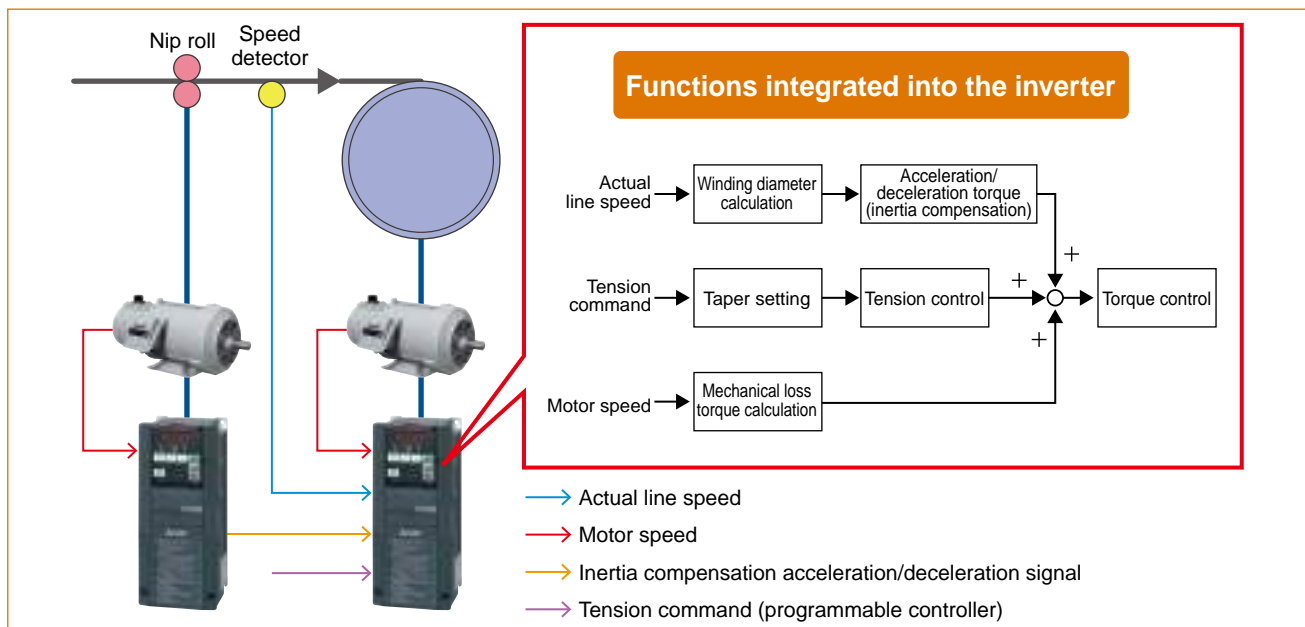 Nip roll
Speed
detector
Functions integrated into the inverter
Actual
line speed
Winding diameter
calculation
Acceleration/
deceleration torque
(inertia compensation)
+
Tension
command
Taper setting
Tension control
+
Torque control
+
Motor speed
Mechanical loss
torque calculation
Actual line speed
Motor speed
Inertia compensation acceleration/deceleration signal
Tension command (programmable controller)